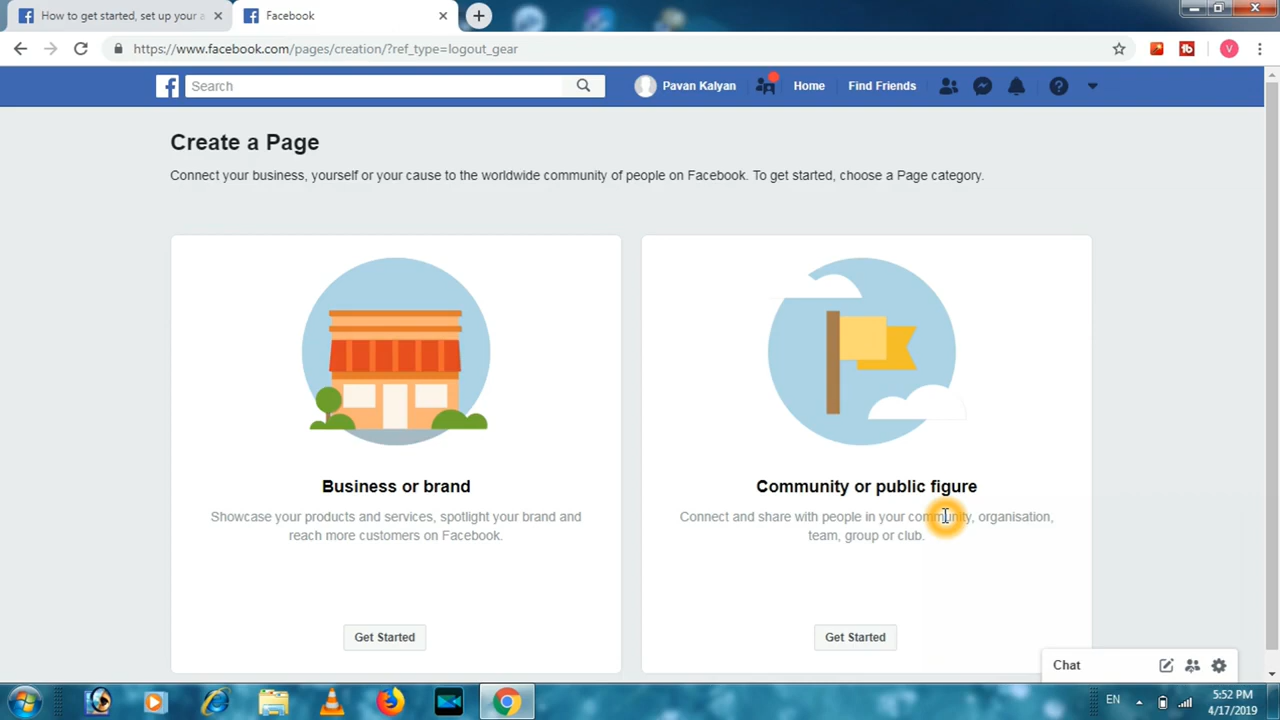 How to get started, set up your a
Facebook
https://www.facebook.com/pages/creation/?ref_type=logout_gear
V
Search
Pavan Kalyan
Home
Find Friends
Create a Page
Connect your business, yourself or your cause to the worldwide community of people on Facebook. To get started, choose a Page category.
Business or brand
Showcase your products and services, spotlight your brand and
reach more customers on Facebook.
Get Started
Community or public figure
Connect and share with people in your community, organisation,
team, group or club.
Get Started
Chat
EN
5:52 PM
4/17/2019